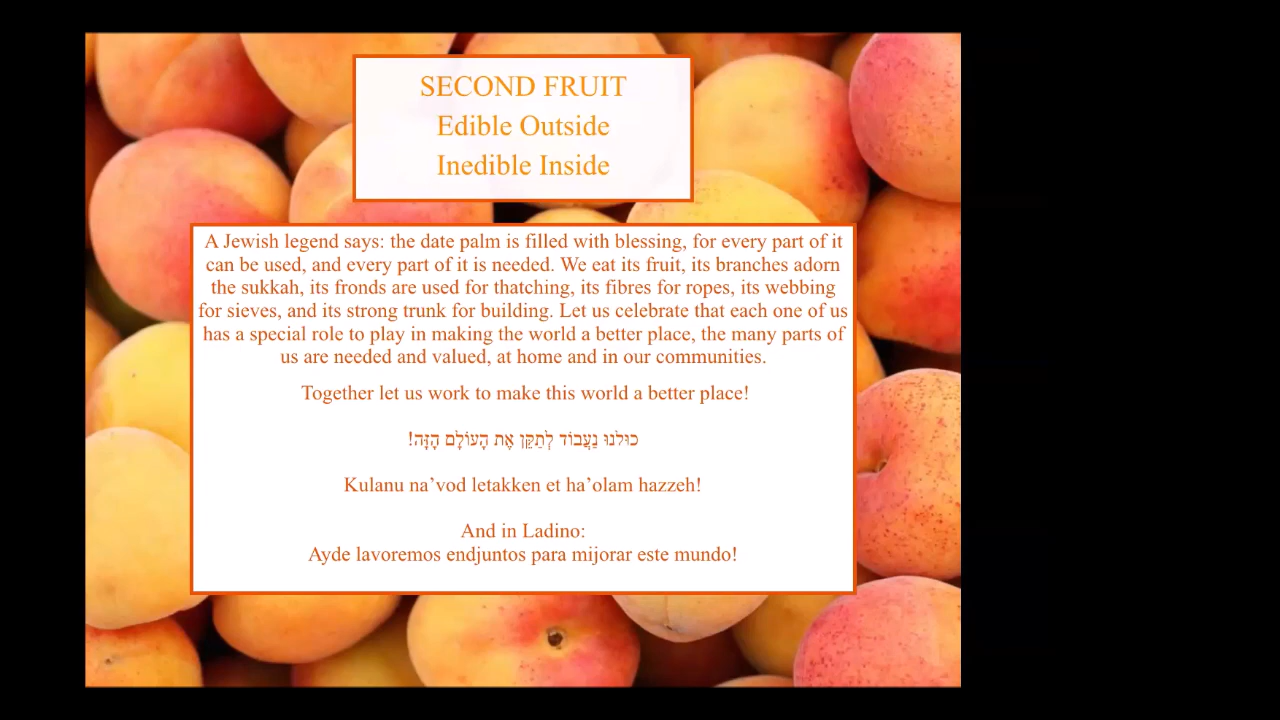 SECOND FRUIT
Edible Outside
Inedible Inside
A Jewish legend says: the date palm is filled with blessing, for every part of it
can be used, and every part of it is needed. We eat its fruit, its branches adorn
the sukkah, its fronds are used for thatching, its fibres for ropes, its webbing
for sieves, and its strong trunk for building. Let us celebrate that each one of us
has a special role to play in making the world a better place, the many parts of
us are needed and valued, at home and in our communities.
Together let us work to make this world a better place!
כוּלנוּ נַעֲבוֹד לְתַקֵּן אֶת הָעוֹלָם הַזָּה!
Kulanu na’vod letakken et ha’olam hazzeh!
And in Ladino:
Ayde lavoremos endjuntos para mijorar este mundo!